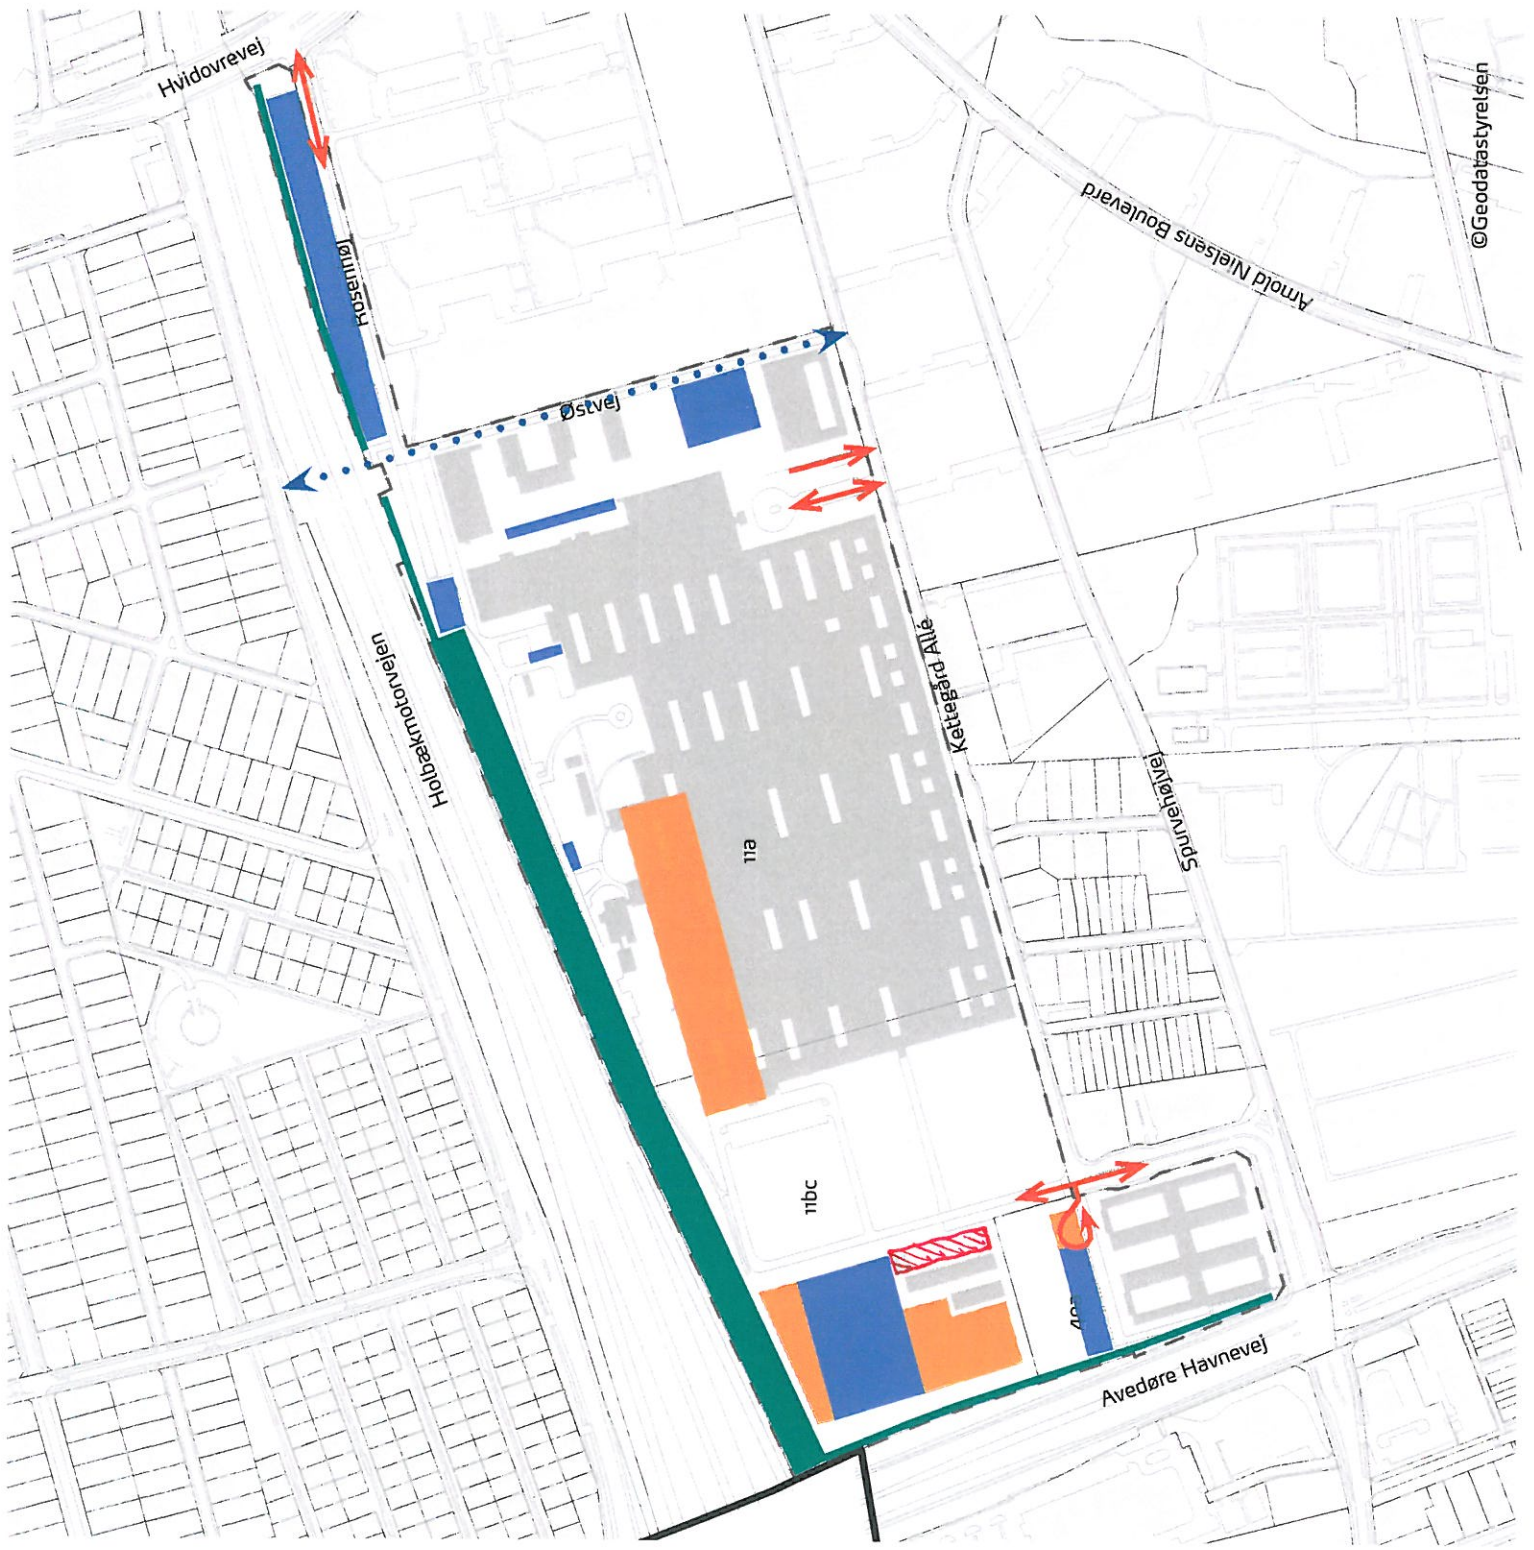 Hvidovrevej
©Geodatastyrelsen
Arnold Nielsens Boulevard
Rosenhøj
Østvej
Kettegård Allé
Holbækmotorvejen
Spurvehøjvej
11a
11bc
Avedøre Havnevej